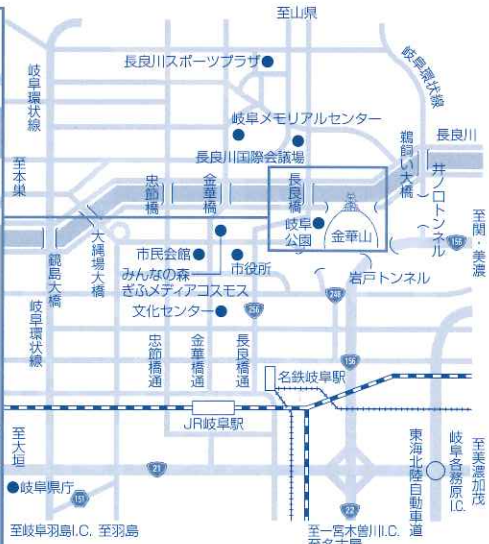 至山県
長良川スポーツプラザ
岐阜環状線
岐阜環状線
岐阜メモリアルセンター
長良川国際会議場
鵜飼い大橋
長良川
井ノ口トンネル
至本巣
忠節橋
金華橋
長良橋
岐阜
公園
金華山
至関・美濃
156
大縄場大橋
鏡島大橋
市民会館
市役所
みんなの森
ぎふメディアコスモス
岩戸トンネル
文化センター
256
248
岐阜環状線
忠節橋通
金華橋通
長良橋通
156
名鉄岐阜駅
JR岐阜駅
至大垣
21
岐阜県庁
151
東海北陸自動車道
岐阜各務原I.C.
至美濃加茂
22
至岐阜羽島I.C. 至羽島
至一宮木曽川I.C.
至名古屋